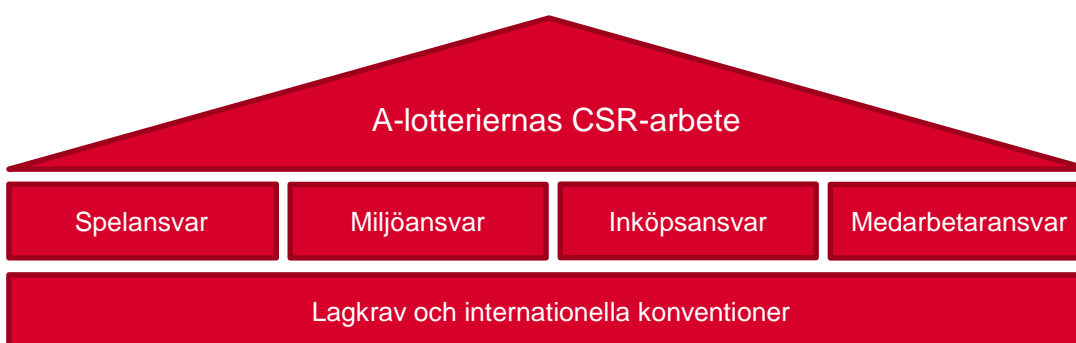 A-lotteriernas CSR-arbete
Spelansvar
Miljöansvar
Inköpsansvar
Medarbetaransvar
Lagkrav och internationella konventioner